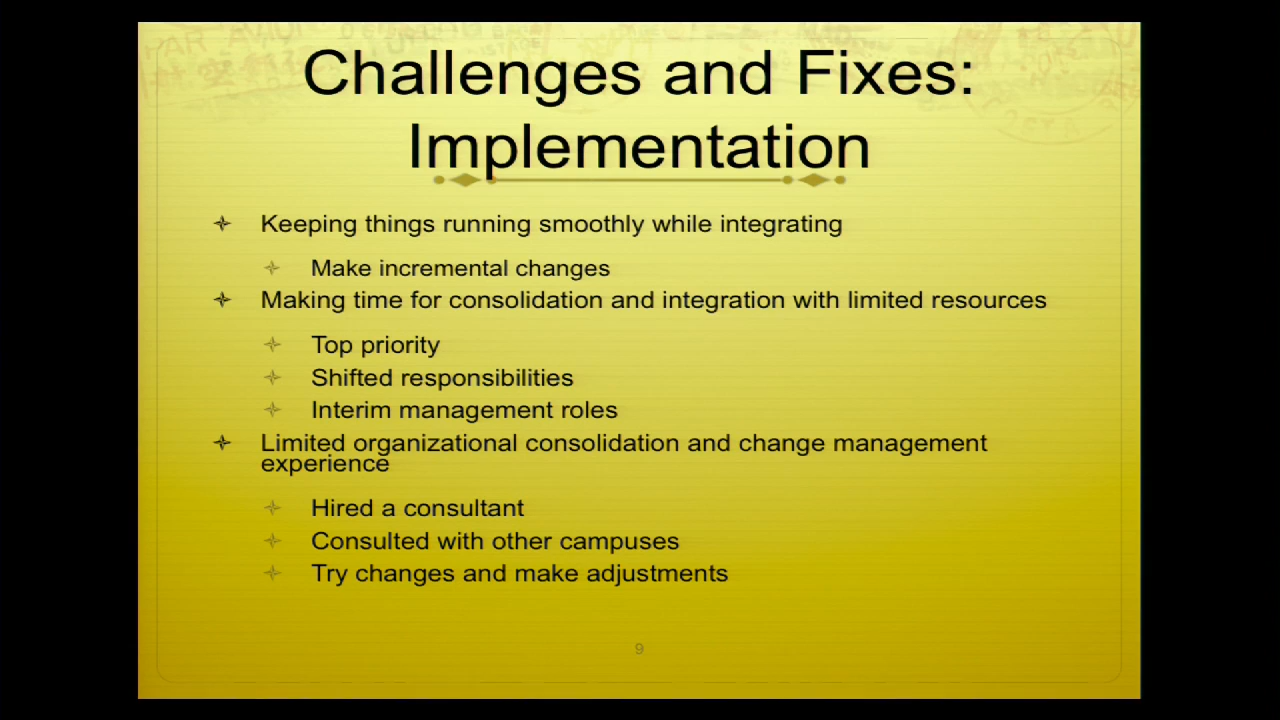 Challenges and Fixes:
Implementation
Keeping things running smoothly while integrating
Make incremental changes
Making time for consolidation and integration with limited resources
Top priority
Shifted responsibilities
Interim management roles
Limited organizational consolidation and change management
experience
Hired a consultant
Consulted with other campuses
Try changes and make adjustments
9